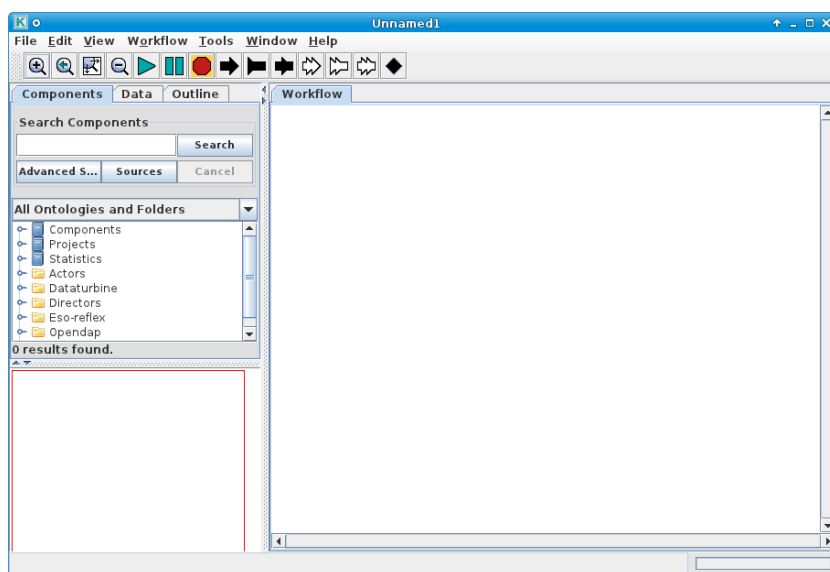 K Unnamed1
File Edit View Workflow Tools Window Help
Components Data Outline
Workflow
Search Components
Search
Advanced S... Sources Cancel
All Ontologies and Folders
Components
Projects
Statistics
Actors
Dataturbine
Directors
Eso-reflex
Opendap
0 results found.